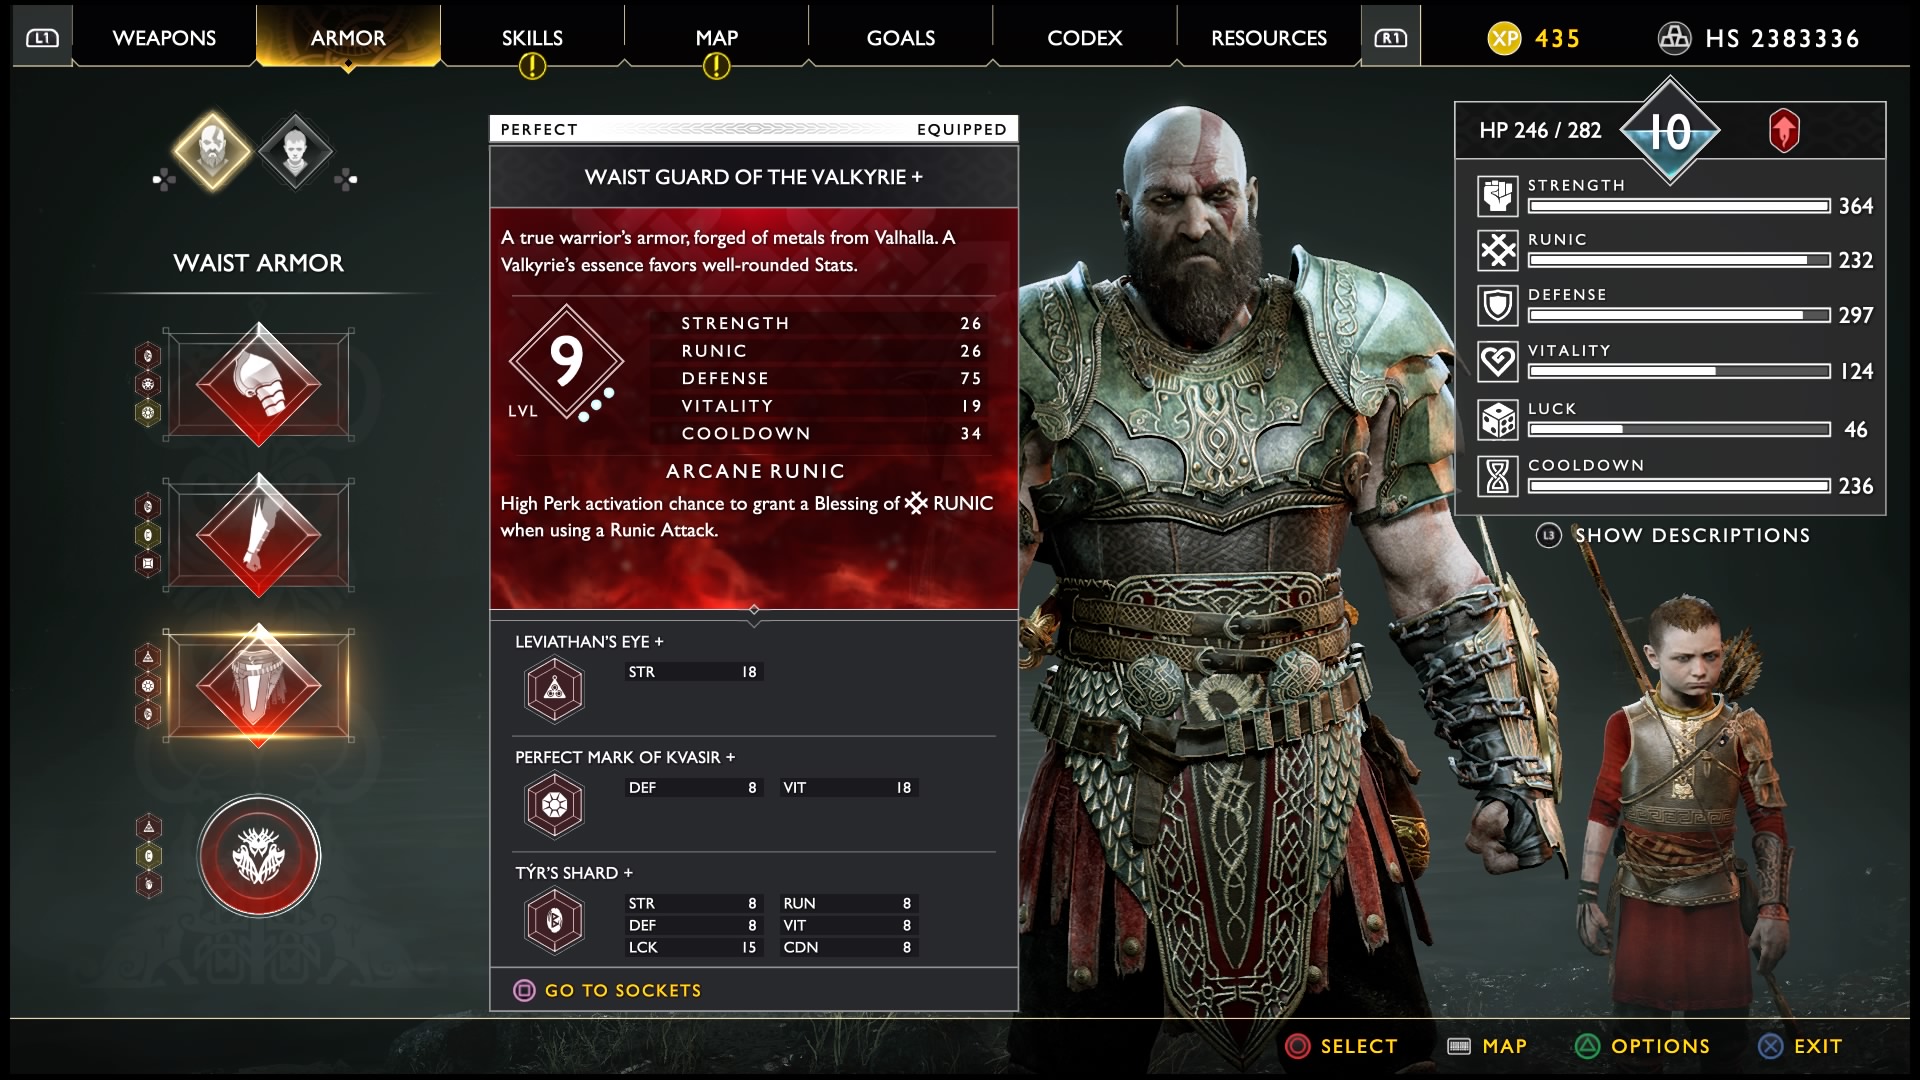 L1 WEAPONS ARMOR SKILLS MAP GOALS CODEX RESOURCES R1 XP 435 HS 2383336
! !
WAIST ARMOR
PERFECT EQUIPPED
WAIST GUARD OF THE VALKYRIE +
A true warrior's armor, forged of metals from Valhalla. A
Valkyrie's essence favors well-rounded Stats.
9
LVL
STRENGTH 26
RUNIC 26
DEFENSE 75
VITALITY 19
COOLDOWN 34
ARCANE RUNIC
High Perk activation chance to grant a Blessing of RUNIC
when using a Runic Attack.
LEVIATHAN'S EYE +
STR 18
PERFECT MARK OF KVASIR +
DEF 8 VIT 18
TÝR'S SHARD +
STR 8 RUN 8
DEF 8 VIT 8
LCK 15 CDN 8
GO TO SOCKETS
HP 246 / 282 10
STRENGTH
364
RUNIC
232
DEFENSE
297
VITALITY
124
LUCK
46
COOLDOWN
236
L3 SHOW DESCRIPTIONS
SELECT MAP OPTIONS EXIT